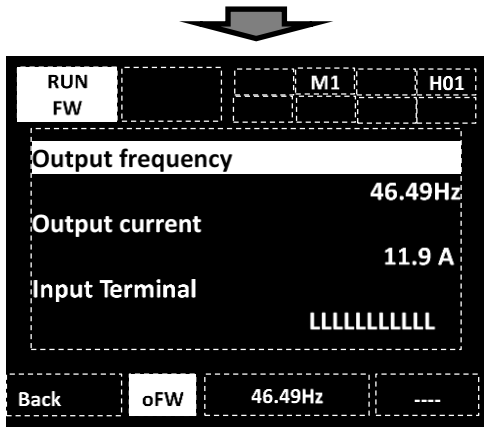 RUN M1 H01
FW
Output frequency
46.49Hz
Output current
11.9 A
Input Terminal
LLLLLLLLLLL
Back oFW 46.49Hz ----